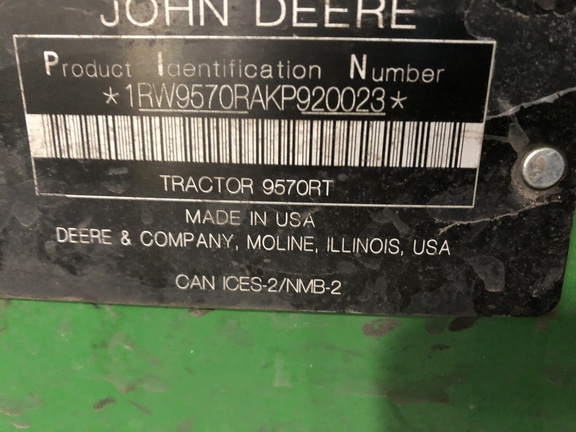 JOHN DEERE
Product Identification Number
*1RW9570RAKP920023*
TRACTOR 9570RT
MADE IN USA
DEERE & COMPANY, MOLINE, ILLINOIS, USA
CAN ICES-2/NMB-2